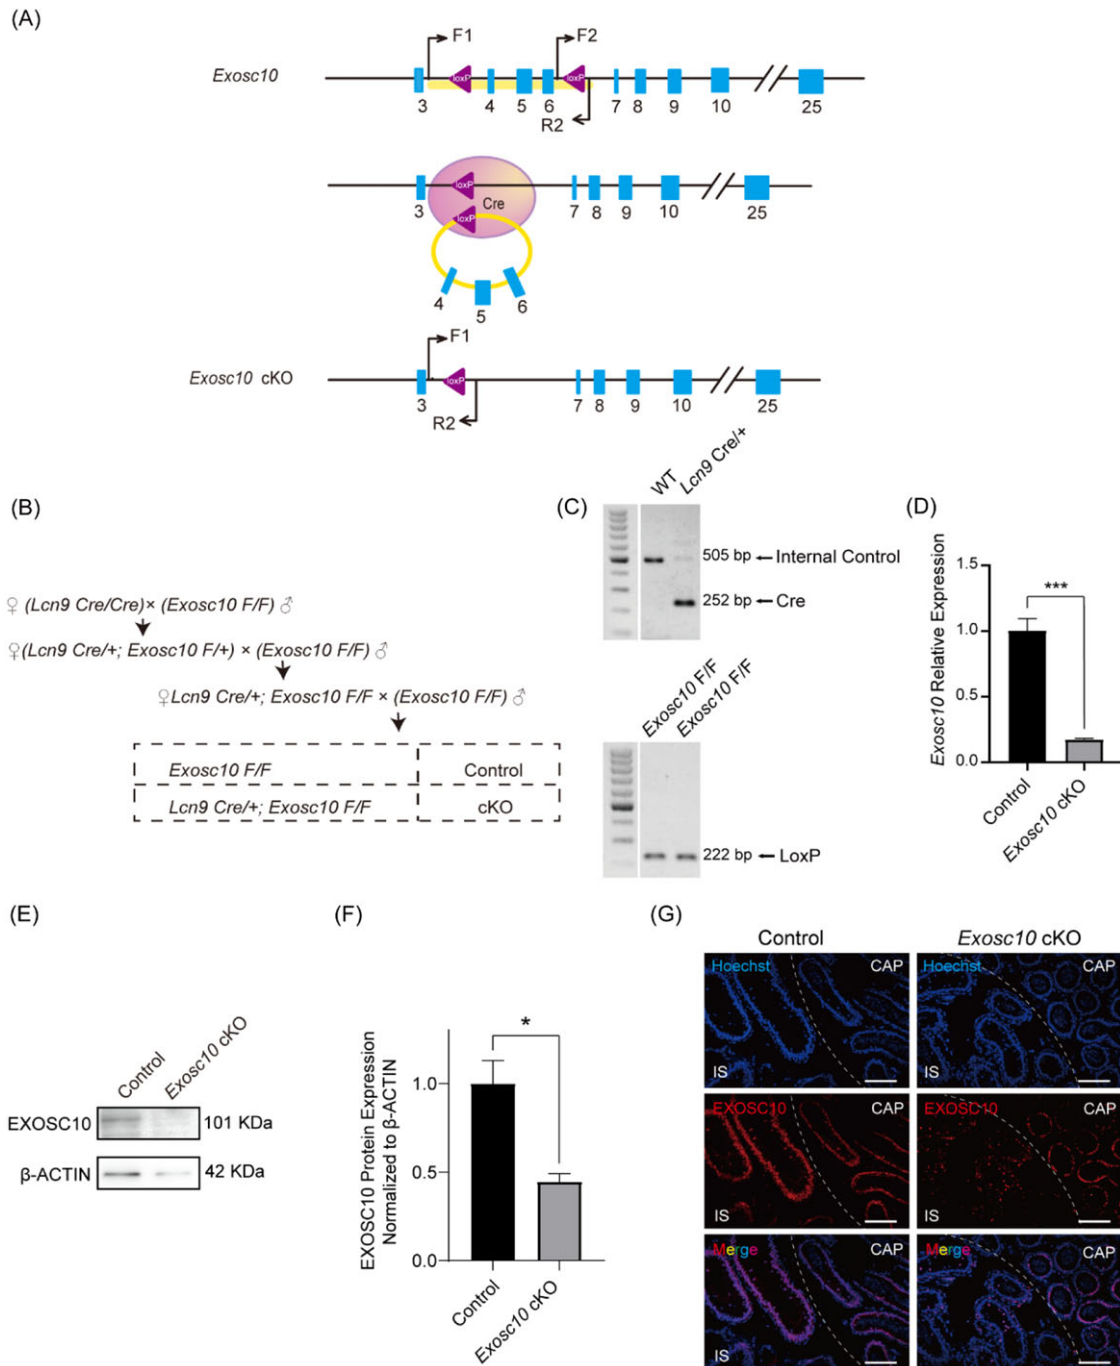 (A)
F1 F2
Exosc10 loxP loxP
3 4 5 6 7 8 9 10 25
R2
loxP
Cre
3 7 8 9 10 25
loxP
4 5 6
F1
Exosc10 cKO loxP
3 7 8 9 10 25
R2
(B)
♀ (Lcn9 Cre/Cre) × (Exosc10 F/F) ♂
♀(Lcn9 Cre/+; Exosc10 F/+) × (Exosc10 F/F) ♂
♀Lcn9 Cre/+; Exosc10 F/F × (Exosc10 F/F) ♂
Exosc10 F/F Control
Lcn9 Cre/+; Exosc10 F/F cKO
(C)
WT Lcn9 Cre/+
505 bp ← Internal Control
252 bp ← Cre
Exosc10 F/F Exosc10 F/F
222 bp ← LoxP
(D)
Exosc10 Relative Expression
1.5
***
1.0
0.5
0.0
Control Exosc10 cKO
(E)
Control Exosc10 cKO
EXOSC10 101 KDa
β-ACTIN 42 KDa
(F)
EXOSC10 Protein Expression
Normalized to β-ACTIN
*
1.0
0.5
0.0
Control Exosc10 cKO
(G)
Control Exosc10 cKO
Hoechst CAP Hoechst CAP
IS IS
EXOSC10 CAP EXOSC10 CAP
IS IS
Merge CAP Merge CAP
IS IS